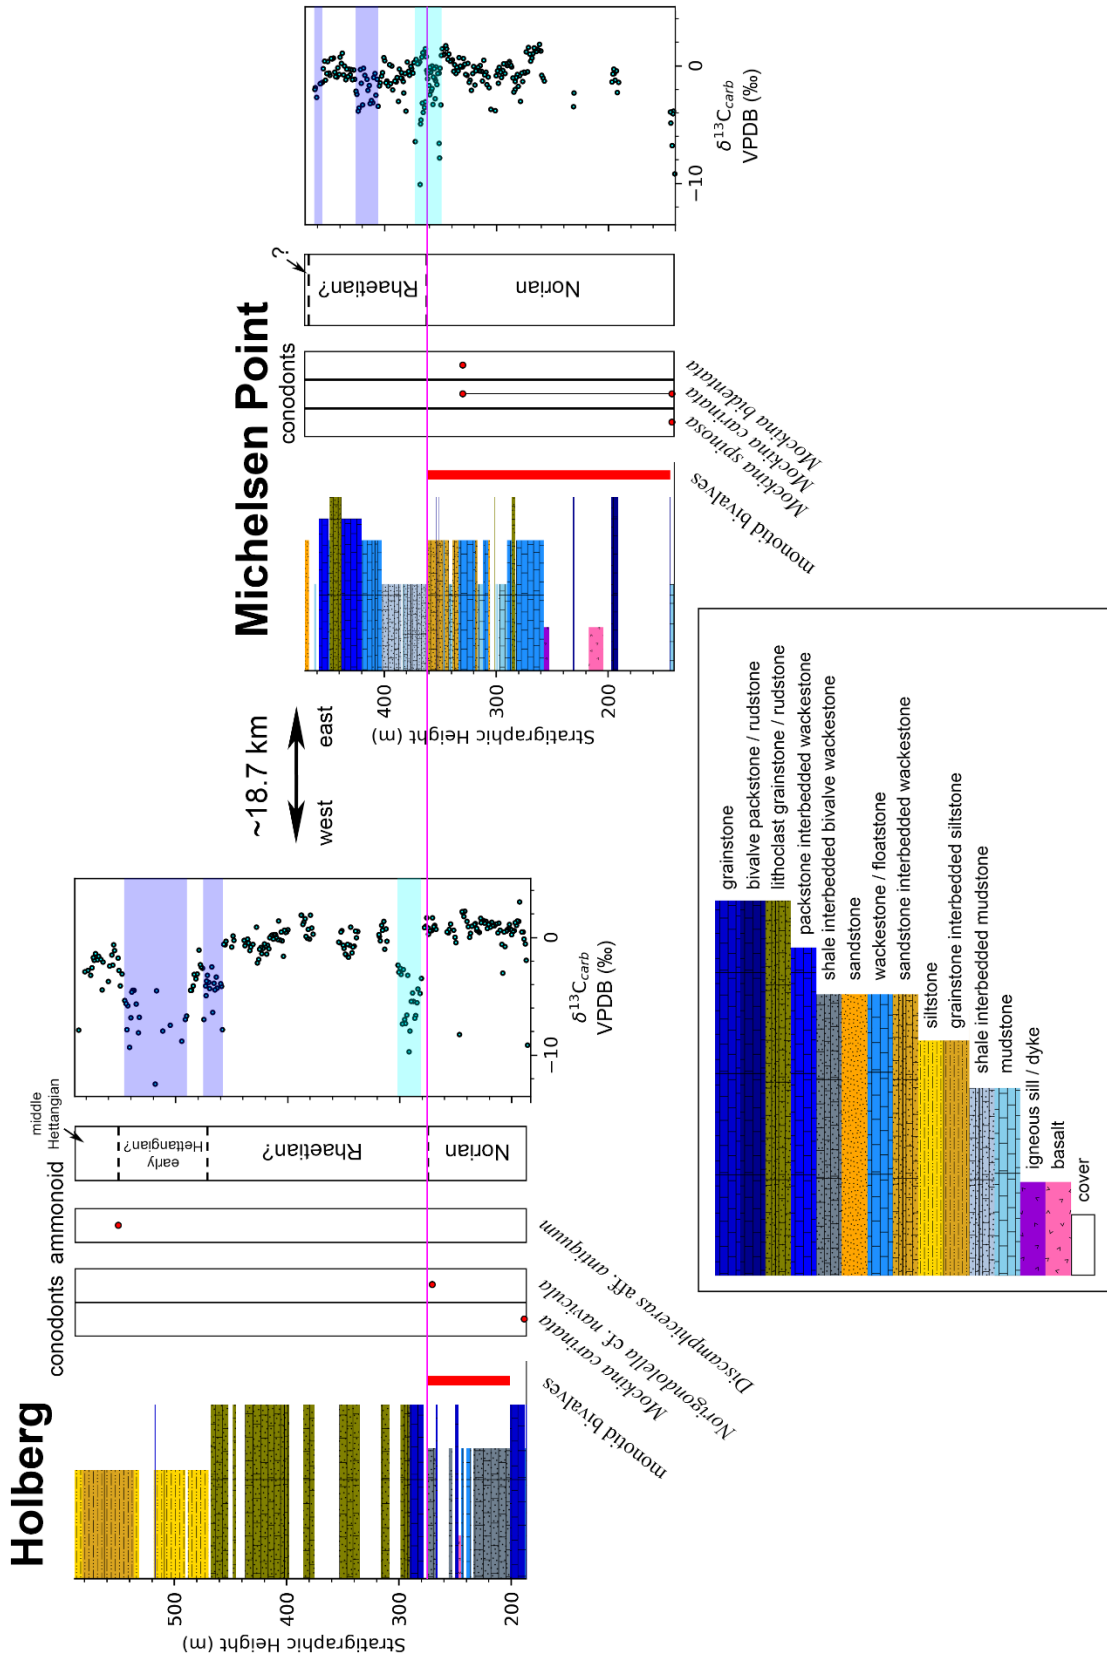 Holberg
Stratigraphic Height (m)
500
400
300
200
monotid bivalves
conodonts
Mockina carinata
Norigondolella cf. navicula
ammonoid
Discamphiceras aff. antiquum
middle
Hettangian
early
Hettangian?
Rhaetian?
Norian
−10
0
δ13Ccarb
VPDB (‰)
~18.7 km
west
east
Michelsen Point
Stratigraphic Height (m)
400
300
200
monotid bivalves
conodonts
Mockina spinosa
Mockina carinata
Mockina bidentata
?
Rhaetian?
Norian
−10
0
δ13Ccarb
VPDB (‰)
grainstone
bivalve packstone / rudstone
lithoclast grainstone / rudstone
packstone interbedded wackestone
shale interbedded bivalve wackestone
sandstone
wackestone / floatstone
sandstone interbedded wackestone
siltstone
grainstone interbedded siltstone
shale interbedded mudstone
mudstone
igneous sill / dyke
basalt
cover